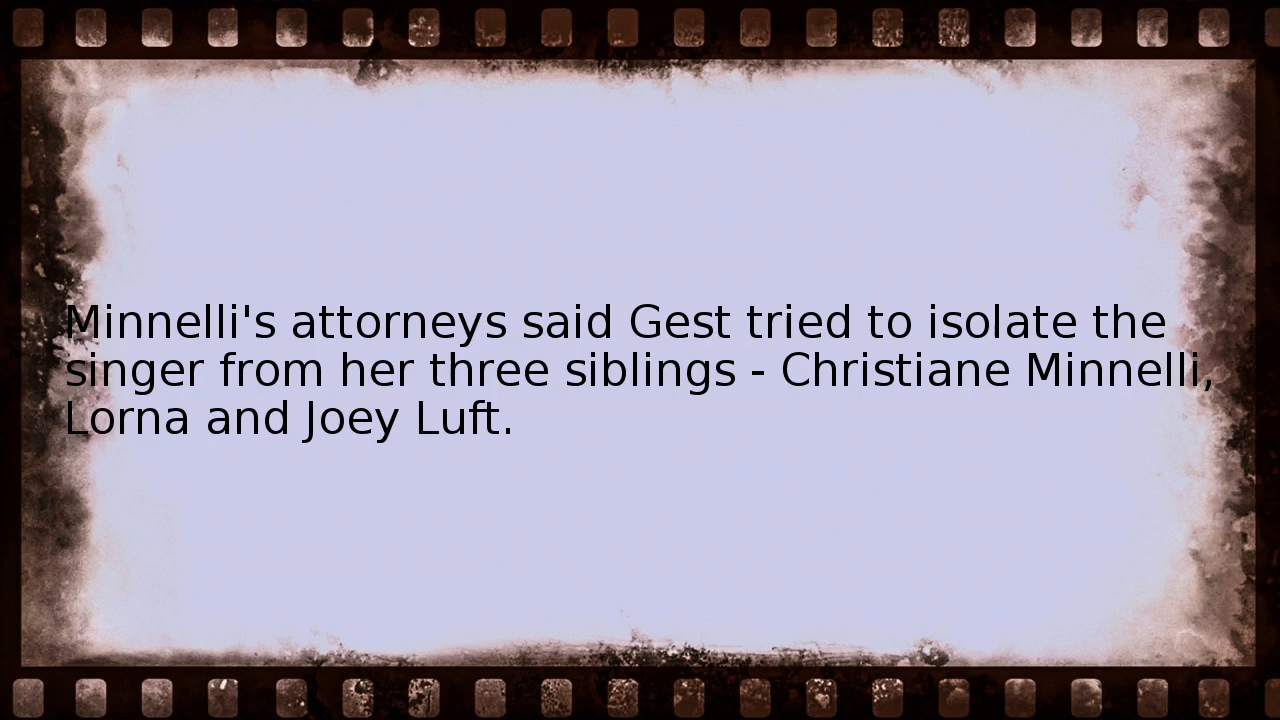 Minnelli's attorneys said Gest tried to isolate the
singer from her three siblings - Christiane Minnelli,
Lorna and Joey Luft.